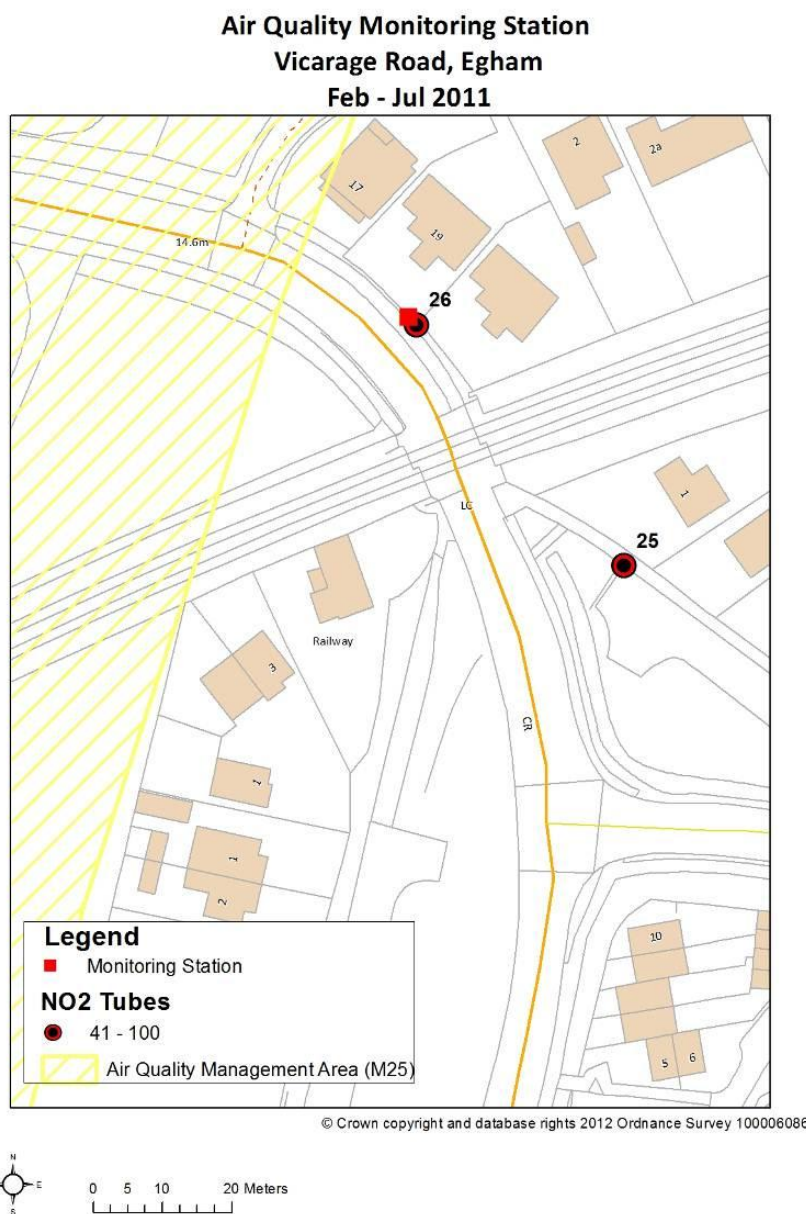 Air Quality Monitoring Station
Vicarage Road, Egham
Feb - Jul 2011
2
2a
17
19
14.6m
26
LC
1
25
Railway
3
CR
1
1
2
10
5 6
Legend
Monitoring Station
NO2 Tubes
41 - 100
Air Quality Management Area (M25)
© Crown copyright and database rights 2012 Ordnance Survey 100006086
N
E
S
0 5 10 20 Meters